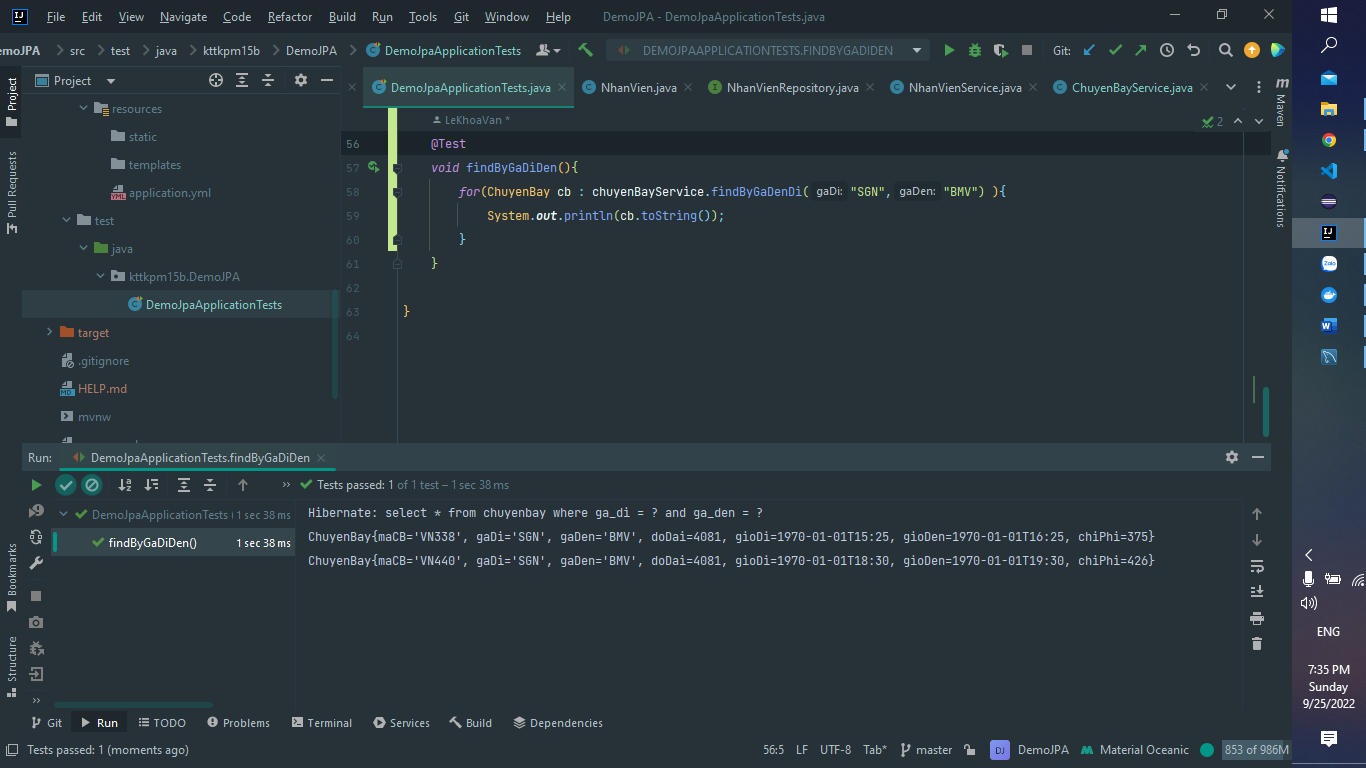 File Edit View Navigate Code Refactor Build Run Tools Git Window Help DemoJPA - DemoJpaApplicationTests.java
emoJPA src test java kttkpm15b DemoJPA DemoJpaApplicationTests DEMOJPAAPPLICATIONTESTS.FINDBYGADIDEN Git:
Project
DemoJpaApplicationTests.java NhanVien.java NhanVienRepository.java NhanVienService.java ChuyenBayService.java
Project
Pull Requests
Bookmarks
Structure
Maven
Notifications
resources
static
templates
application.yml
test
java
kttkpm15b.DemoJPA
DemoJpaApplicationTests
target
.gitignore
HELP.md
mvnw
LeKhoaVan *
2
56 @Test
57 void findByGaDiDen(){
58 for(ChuyenBay cb : chuyenBayService.findByGaDenDi( gaDi: "SGN", gaDen: "BMV") ){
59 System.out.println(cb.toString());
60 }
61 }
62
63 }
64
Run: DemoJpaApplicationTests.findByGaDiDen
Tests passed: 1 of 1 test – 1 sec 38 ms
DemoJpaApplicationTests 1 sec 38 ms
findByGaDiDen() 1 sec 38 ms
Hibernate: select * from chuyenbay where ga_di = ? and ga_den = ?
ChuyenBay{maCB='VN338', gaDi='SGN', gaDen='BMV', doDai=4081, gioDi=1970-01-01T15:25, gioDen=1970-01-01T16:25, chiPhi=375}
ChuyenBay{maCB='VN440', gaDi='SGN', gaDen='BMV', doDai=4081, gioDi=1970-01-01T18:30, gioDen=1970-01-01T19:30, chiPhi=426}
Git Run TODO Problems Terminal Services Build Dependencies
Tests passed: 1 (moments ago) 56:5 LF UTF-8 Tab* master DJ DemoJPA Material Oceanic 853 of 986M
Zalo
ENG
7:35 PM
Sunday
9/25/2022